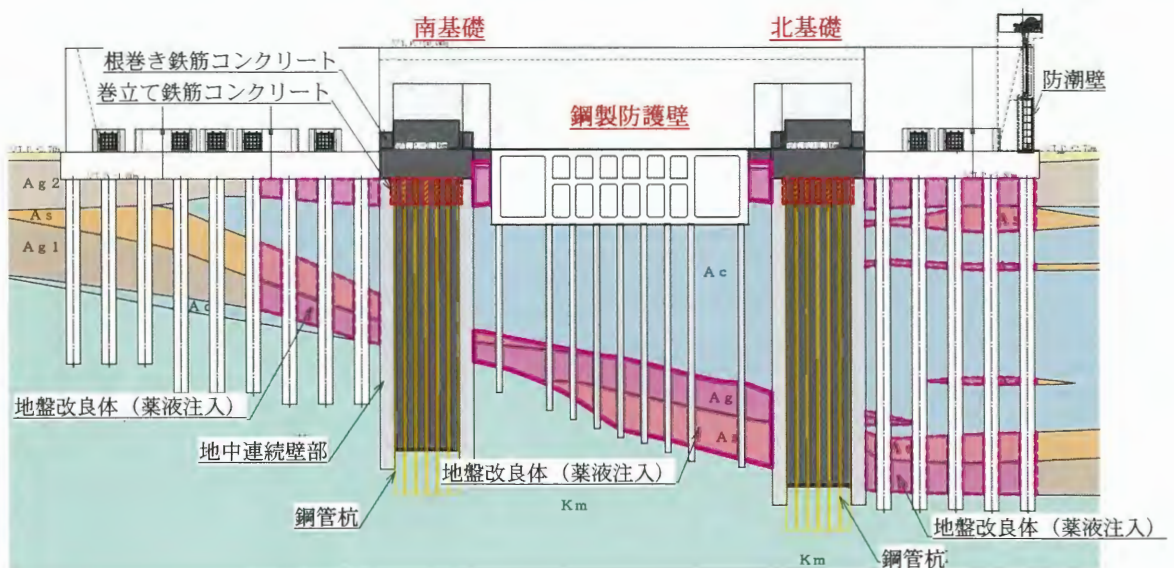 南基礎
北基礎
根巻き鉄筋コンクリート
巻立て鉄筋コンクリート
鋼製防護壁
防潮壁
Ag2
As
Ag1
Ac
Ag
As
地盤改良体（薬液注入）
地中連続壁部
地盤改良体（薬液注入）
鋼管杭
Km
地盤改良体（薬液注入）
鋼管杭
Km